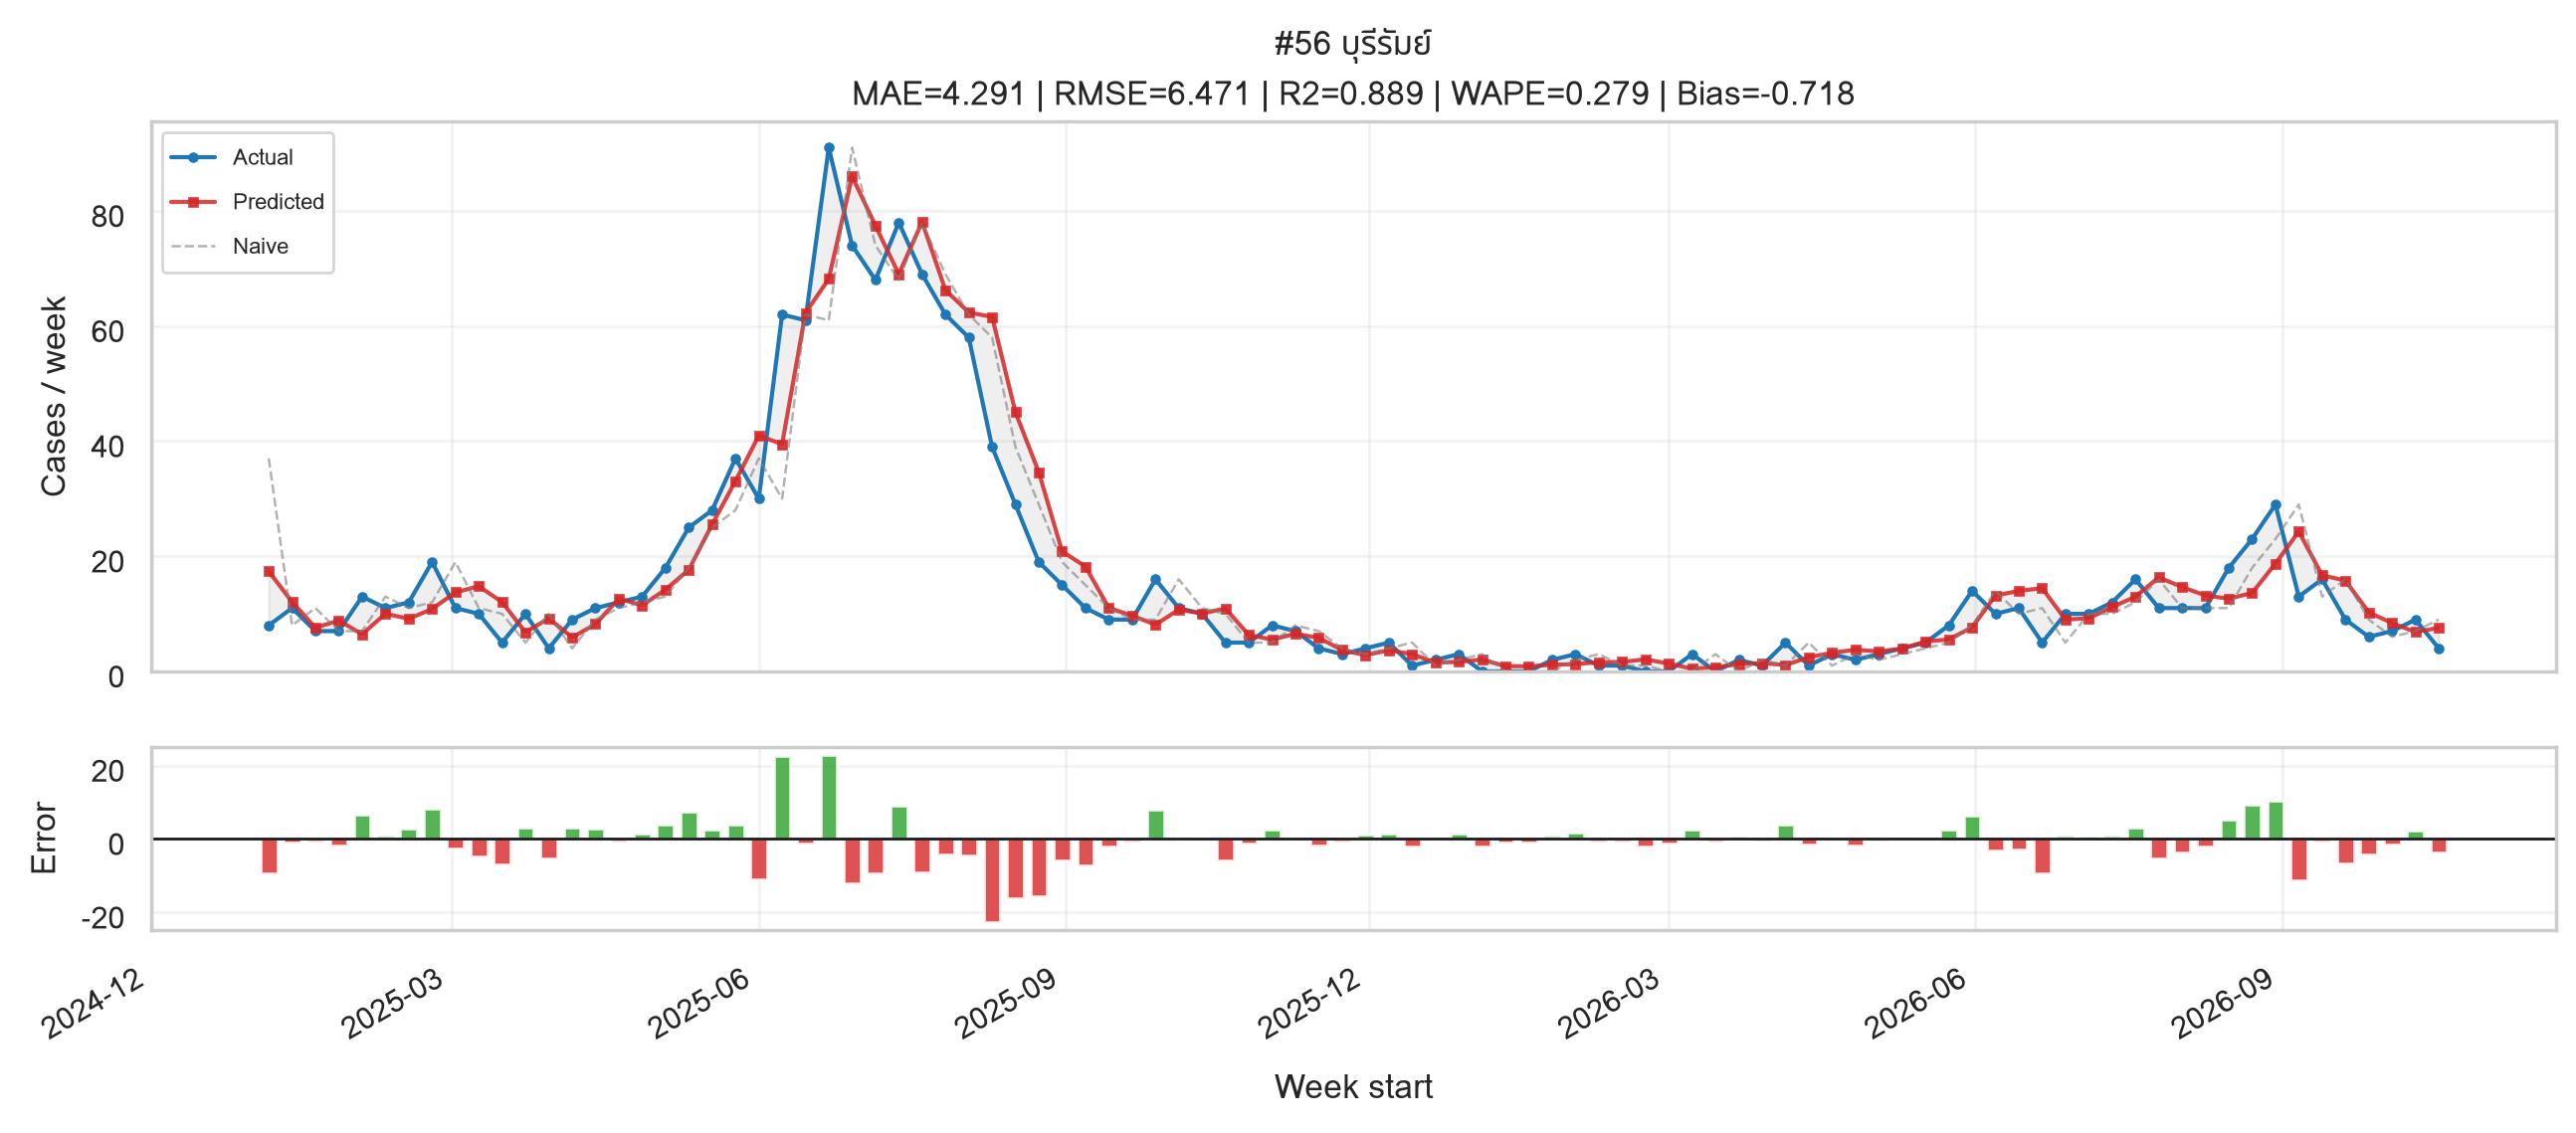 #56 บุรีรัมย์
MAE=4.291 | RMSE=6.471 | R2=0.889 | WAPE=0.279 | Bias=-0.718
Actual
Predicted
Naive
Cases / week
80
60
40
20
0
Error
20
0
-20
2024-12
2025-03
2025-06
2025-09
2025-12
2026-03
2026-06
2026-09
Week start